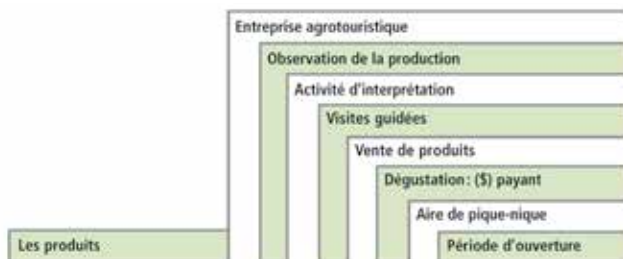 Entreprise agrotouristique
Observation de la production
Activité d'interprétation
Visites guidées
Vente de produits
Dégustation: ($) payant
Aire de pique-nique
Les produits
Période d'ouverture